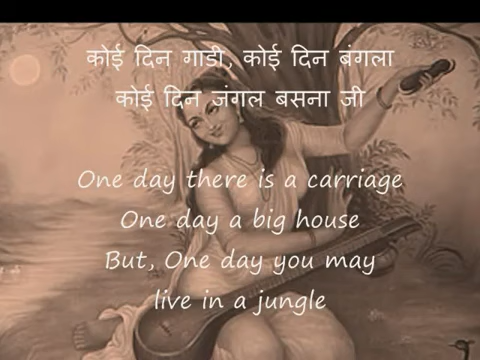 कोई दिन गाडी, कोई दिन बंगला
कोई दिन जंगल बसना जी
One day there is a carriage
One day a big house
But, One day you may
live in a jungle